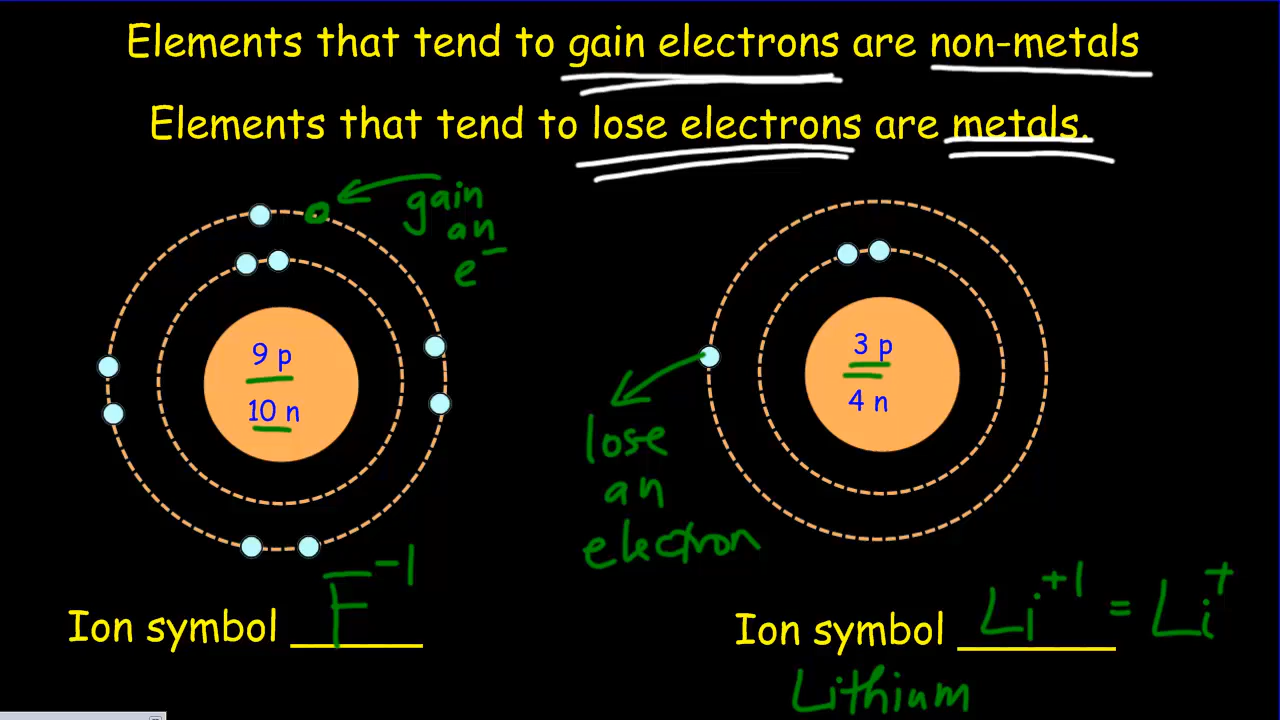 Elements that tend to gain electrons are non-metals
Elements that tend to lose electrons are metals.
gain
an
e⁻
9 p
10 n
3 p
4 n
lose
an
electron
Ion symbol F⁻¹
Ion symbol Li⁺¹ = Li⁺
Lithium